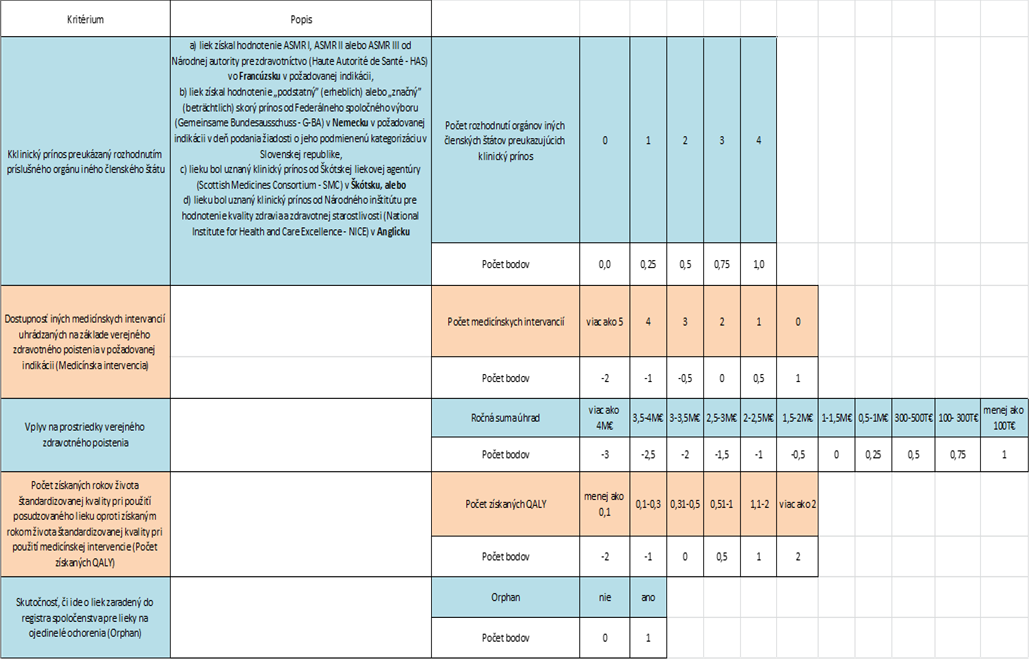 Kritérium
Popis
Kklinický prínos preukázaný rozhodnutím
príslušného orgánu iného členského štátu
a) liek získal hodnotenie ASMR I, ASMR II alebo ASMR III od
Národnej autority pre zdravotníctvo (Haute Autorité de Santé - HAS)
vo Francúzsku v požadovanej indikácii,
b) liek získal hodnotenie „podstatný“ (erheblich) alebo „značný“
(beträchtlich) skorý prínos od Federálneho spoločného výboru
(Gemeinsame Bundesausschuss - G-BA) v Nemecku v požadovanej
indikácii v deň podania žiadosti o jeho podmienenú kategorizáciu v
Slovenskej republike,
c) lieku bol uznaný klinický prínos od Škótskej liekovej agentúry
(Scottish Medicines Consortium - SMC) v Škótsku, alebo
d) lieku bol uznaný klinický prínos od Národného inštitútu pre
hodnotenie kvality zdravia a zdravotnej starostlivosti (National
Institute for Health and Care Excellence - NICE) v Anglicku
Počet rozhodnutí orgánov iných
členských štátov preukazujúcich
klinický prínos
0 1 2 3 4
Počet bodov 0,0 0,25 0,5 0,75 1,0
Dostupnosť iných medicínskych intervancií
uhrádzaných na základe verejného
zdravotného poistenia v požadovanej
indikácii (Medicínska intervencia)
Počet medicínskych intervancií viac ako 5 4 3 2 1 0
Počet bodov -2 -1 -0,5 0 0,5 1
Vplyv na prostriedky verejného
zdravotného poistenia
Ročná suma úhrad viac ako
4M€ 3,5-4M€ 3-3,5M€ 2,5-3M€ 2-2,5M€ 1,5-2M€ 1-1,5M€ 0,5-1M€ 300-500T€ 100- 300T€ menej ako
100T€
Počet bodov -3 -2,5 -2 -1,5 -1 -0,5 0 0,25 0,5 0,75 1
Počet získaných rokov života
štandardizovanej kvality pri použití
posudzovaného lieku oproti získaným
rokom života štandardizovanej kvality pri
použití medicínskej intervencie (Počet
získaných QALY)
Počet získaných QALY menej ako
0,1 0,1-0,3 0,31-0,5 0,51-1 1,1-2 viac ako 2
Počet bodov -2 -1 0 0,5 1 2
Skutočnosť, či ide o liek zaradený do
registra spoločenstva pre lieky na
ojedinelé ochorenia (Orphan)
Orphan nie ano
Počet bodov 0 1